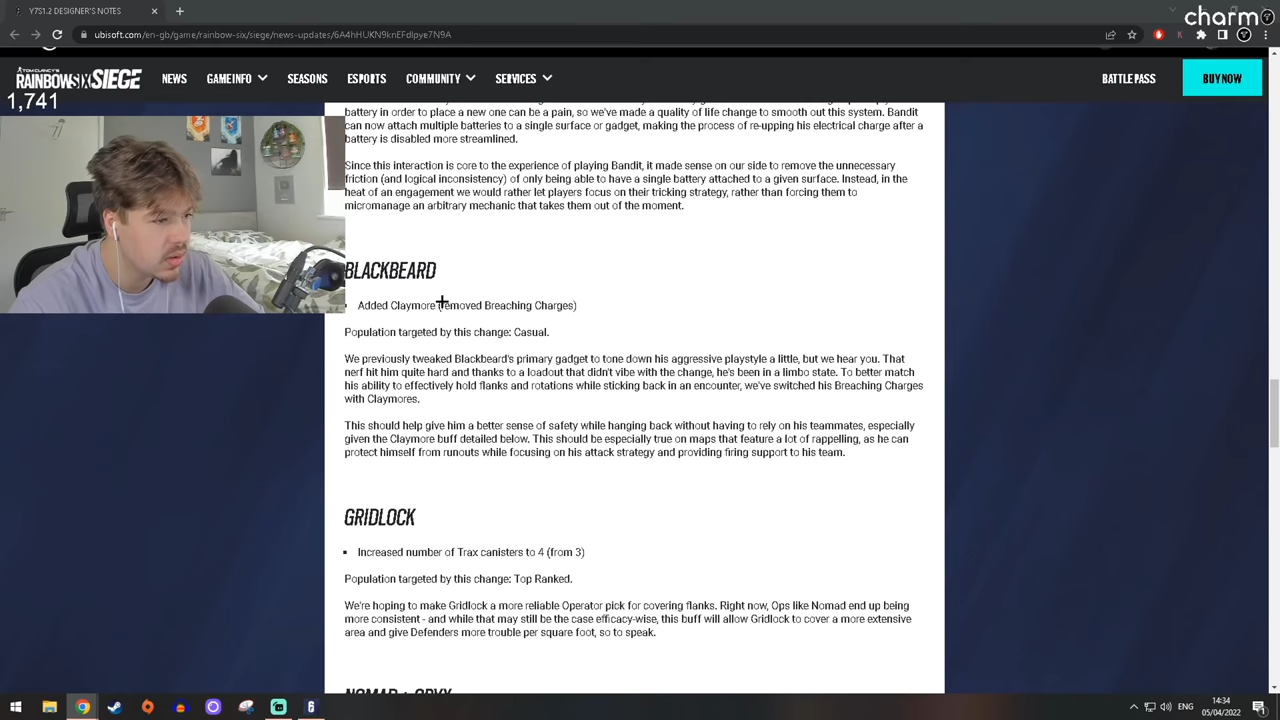 Y7S1.2 DESIGNER'S NOTES
charm
ubisoft.com/en-gb/game/rainbow-six/siege/news-updates/6A4hHUKN9knEFdlpye7N9A
TOM CLANCY'S
RAINBOWSIX SIEGE
NEWS
GAME INFO
SEASONS
ESPORTS
COMMUNITY
SERVICES
BATTLE PASS
BUY NOW
1,741
battery in order to place a new one can be a pain, so we've made a quality of life change to smooth out this system. Bandit
can now attach multiple batteries to a single surface or gadget, making the process of re-upping his electrical charge after a
battery is disabled more streamlined.
Since this interaction is core to the experience of playing Bandit, it made sense on our side to remove the unnecessary
friction (and logical inconsistency) of only being able to have a single battery attached to a given surface. Instead, in the
heat of an engagement we would rather let players focus on their tricking strategy, rather than forcing them to
micromanage an arbitrary mechanic that takes them out of the moment.
BLACKBEARD
Added Claymore (removed Breaching Charges)
Population targeted by this change: Casual.
We previously tweaked Blackbeard's primary gadget to tone down his aggressive playstyle a little, but we hear you. That
nerf hit him quite hard and thanks to a loadout that didn't vibe with the change, he's been in a limbo state. To better match
his ability to effectively hold flanks and rotations while sticking back in an encounter, we've switched his Breaching Charges
with Claymores.
This should help give him a better sense of safety while hanging back without having to rely on his teammates, especially
given the Claymore buff detailed below. This should be especially true on maps that feature a lot of rappelling, as he can
protect himself from runouts while focusing on his attack strategy and providing firing support to his team.
GRIDLOCK
▪ Increased number of Trax canisters to 4 (from 3)
Population targeted by this change: Top Ranked.
We're hoping to make Gridlock a more reliable Operator pick for covering flanks. Right now, Ops like Nomad end up being
more consistent - and while that may still be the case efficacy-wise, this buff will allow Gridlock to cover a more extensive
area and give Defenders more trouble per square foot, so to speak.
NOMAD + ORYX
ENG
14:34
05/04/2022